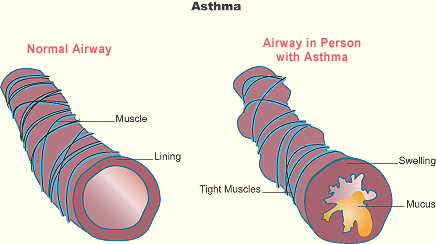 Asthma
Normal Airway
Airway in Person
with Asthma
Muscle
Lining
Swelling
Tight Muscles
Mucus